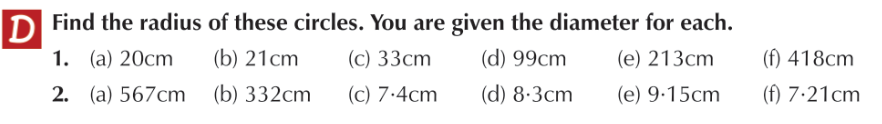 D Find the radius of these circles. You are given the diameter for each.
1. (a) 20cm (b) 21cm (c) 33cm (d) 99cm (e) 213cm (f) 418cm
2. (a) 567cm (b) 332cm (c) 7·4cm (d) 8·3cm (e) 9·15cm (f) 7·21cm